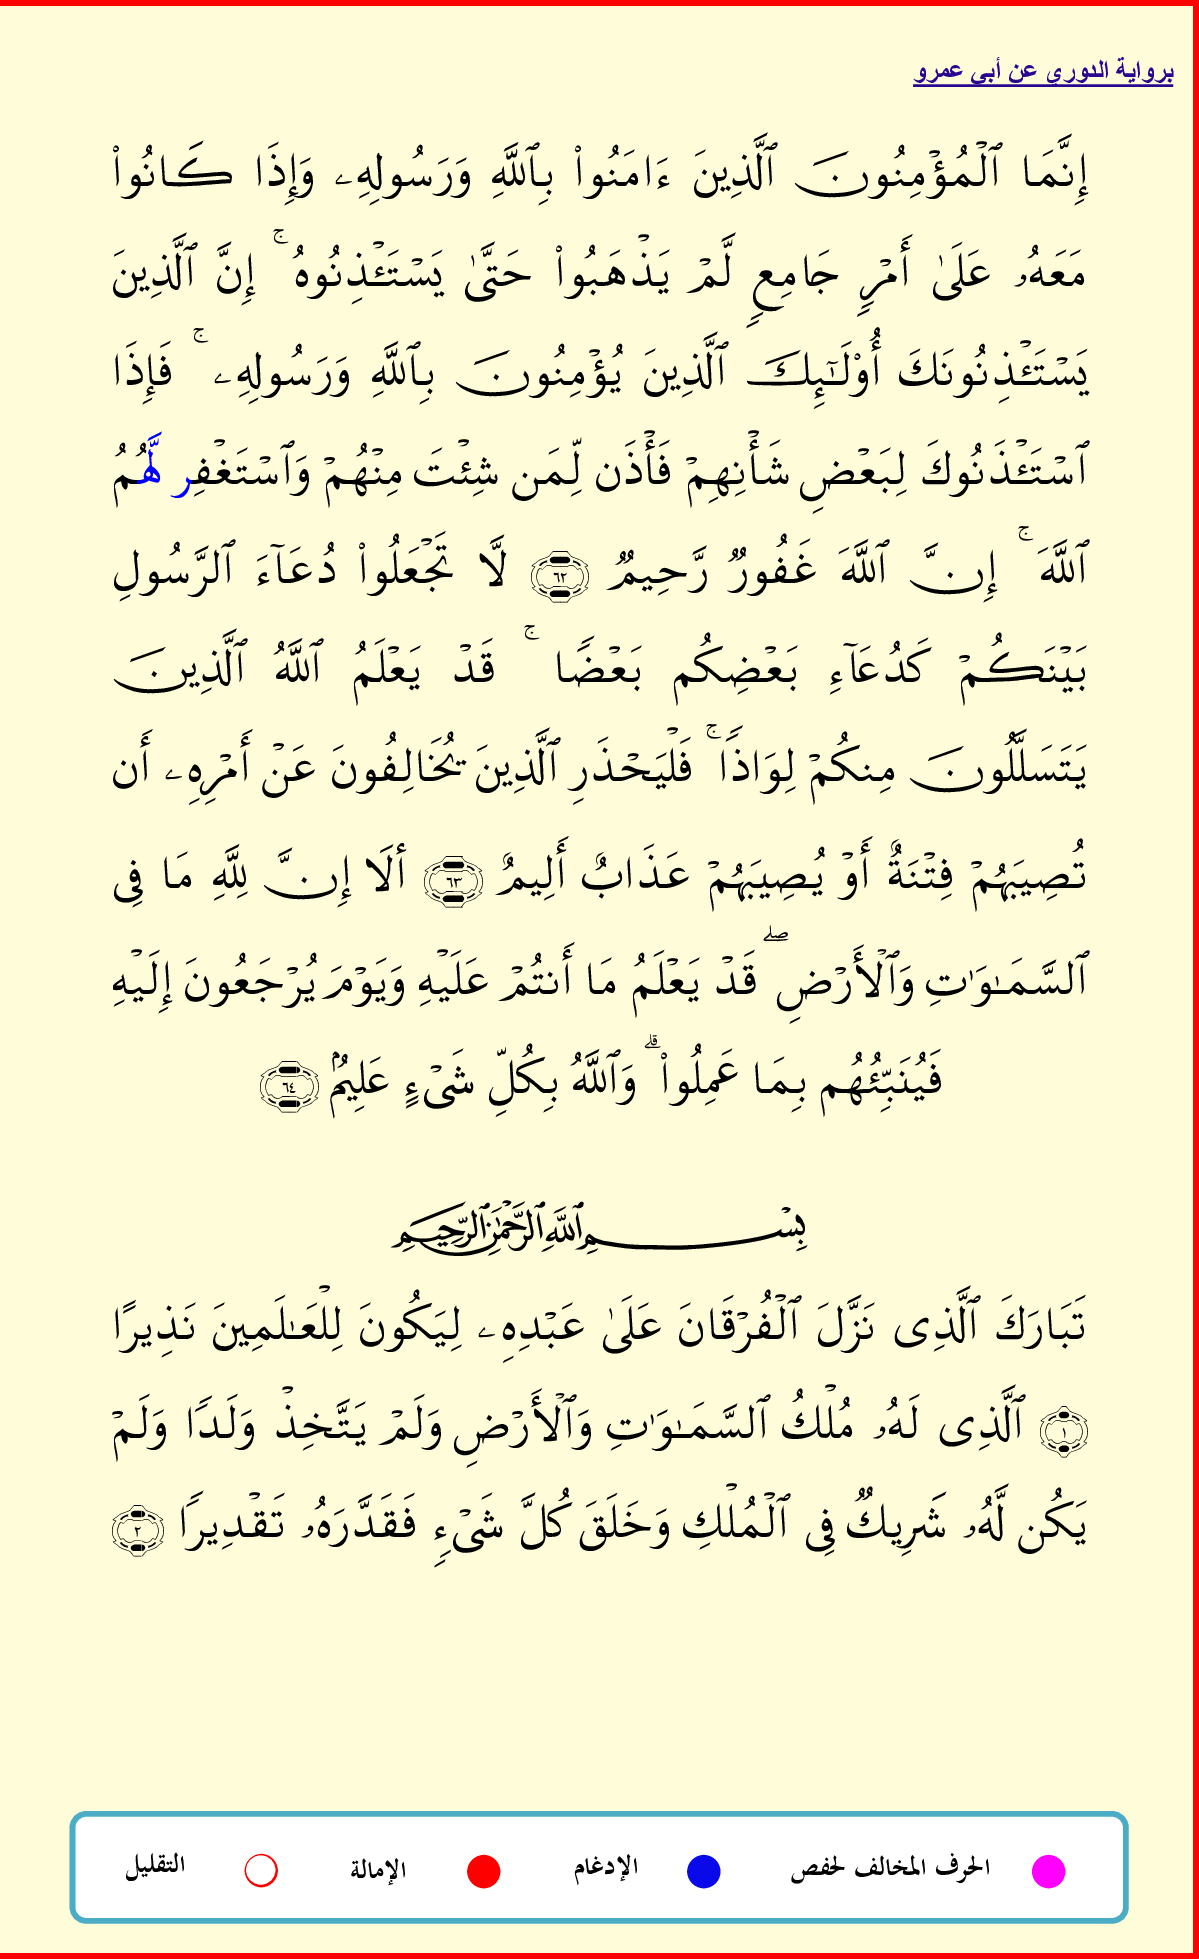 برواية الدوري عن أبي عمرو
إِنَّمَا ٱلْمُؤْمِنُونَ ٱلَّذِينَ ءَامَنُواْ بِٱللَّهِ وَرَسُولِهِۦ وَإِذَا كَانُواْ
مَعَهُۥ عَلَىٰ أَمْرٍ جَامِعٍ لَّمْ يَذْهَبُواْ حَتَّىٰ يَسْتَـْٔذِنُوهُ ۚ إِنَّ ٱلَّذِينَ
يَسْتَـْٔذِنُونَكَ أُوْلَـٰٓئِكَ ٱلَّذِينَ يُؤْمِنُونَ بِٱللَّهِ وَرَسُولِهِۦ ۚ فَإِذَا
ٱسْتَـْٔذَنُوكَ لِبَعْضِ شَأْنِهِمْ فَأْذَن لِّمَن شِئْتَ مِنْهُمْ وَٱسْتَغْفِر لَّهُمُ
ٱللَّهَ ۚ إِنَّ ٱللَّهَ غَفُورٌ رَّحِيمٌ ٦٢ لَّا تَجْعَلُواْ دُعَآءَ ٱلرَّسُولِ
بَيْنَكُمْ كَدُعَآءِ بَعْضِكُم بَعْضًا ۚ قَدْ يَعْلَمُ ٱللَّهُ ٱلَّذِينَ
يَتَسَلَّلُونَ مِنكُمْ لِوَاذًا ۚ فَلْيَحْذَرِ ٱلَّذِينَ يُخَالِفُونَ عَنْ أَمْرِهِۦ أَن
تُصِيبَهُمْ فِتْنَةٌ أَوْ يُصِيبَهُمْ عَذَابٌ أَلِيمٌ ٦٣ أَلَا إِنَّ لِلَّهِ مَا فِى
ٱلسَّمَـٰوَٰتِ وَٱلْأَرْضِ ۖ قَدْ يَعْلَمُ مَا أَنتُمْ عَلَيْهِ وَيَوْمَ يُرْجَعُونَ إِلَيْهِ
فَيُنَبِّئُهُم بِمَا عَمِلُواْ ۗ وَٱللَّهُ بِكُلِّ شَىْءٍ عَلِيمٌ ٦٤
بِسْمِ ٱللَّهِ ٱلرَّحْمَـٰنِ ٱلرَّحِيمِ
تَبَارَكَ ٱلَّذِى نَزَّلَ ٱلْفُرْقَانَ عَلَىٰ عَبْدِهِۦ لِيَكُونَ لِلْعَـٰلَمِينَ نَذِيرًا
١ ٱلَّذِى لَهُۥ مُلْكُ ٱلسَّمَـٰوَٰتِ وَٱلْأَرْضِ وَلَمْ يَتَّخِذْ وَلَدًا وَلَمْ
يَكُن لَّهُۥ شَرِيكٌ فِى ٱلْمُلْكِ وَخَلَقَ كُلَّ شَىْءٍ فَقَدَّرَهُۥ تَقْدِيرًا ٢
الحرف المخالف لحفص الإدغام الإمالة التقليل